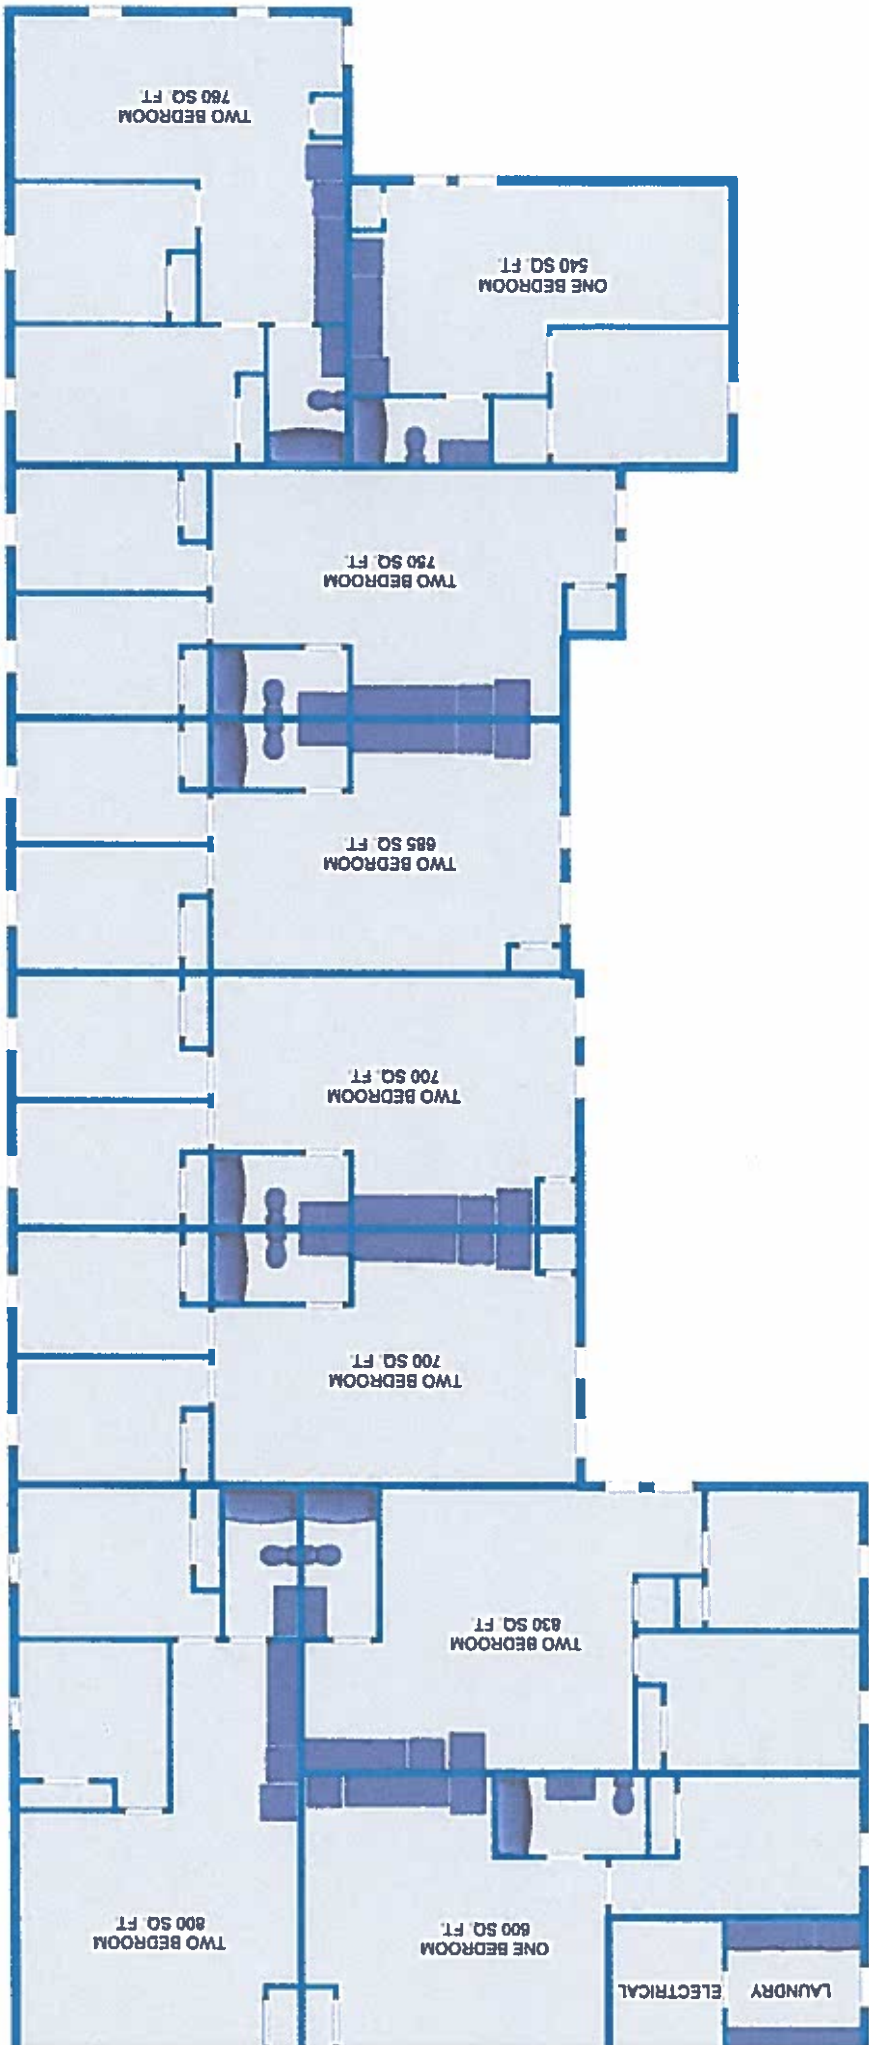 LAUNDRY
ELECTRICAL
ONE BEDROOM
600 SQ. FT.
TWO BEDROOM
800 SQ. FT.
TWO BEDROOM
830 SQ. FT.
TWO BEDROOM
700 SQ. FT.
TWO BEDROOM
700 SQ. FT.
TWO BEDROOM
685 SQ. FT.
TWO BEDROOM
750 SQ. FT.
ONE BEDROOM
540 SQ. FT.
TWO BEDROOM
760 SQ. FT.